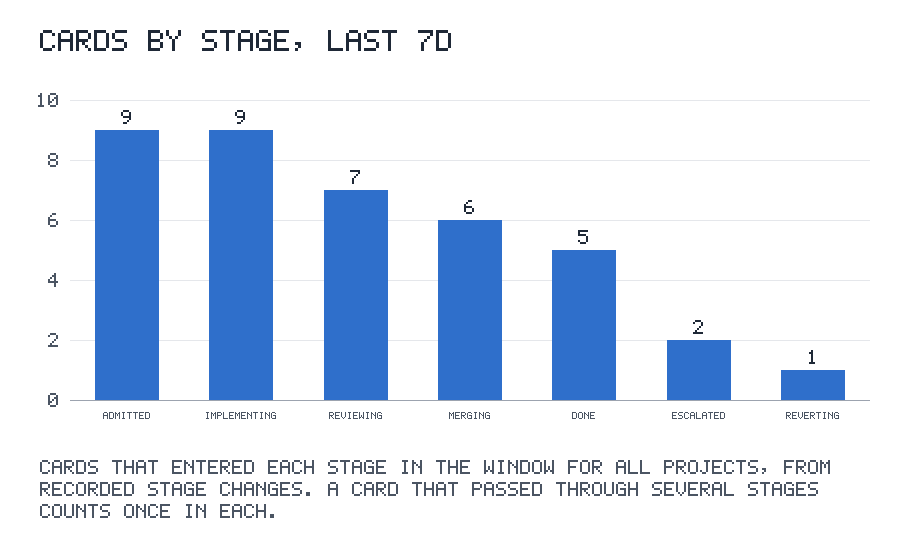 CARDS BY STAGE, LAST 7D
10
9
9
8
7
6
6
5
4
2
2
1
0
ADMITTED IMPLEMENTING REVIEWING MERGING DONE ESCALATED REVERTING
CARDS THAT ENTERED EACH STAGE IN THE WINDOW FOR ALL PROJECTS, FROM
RECORDED STAGE CHANGES. A CARD THAT PASSED THROUGH SEVERAL STAGES
COUNTS ONCE IN EACH.